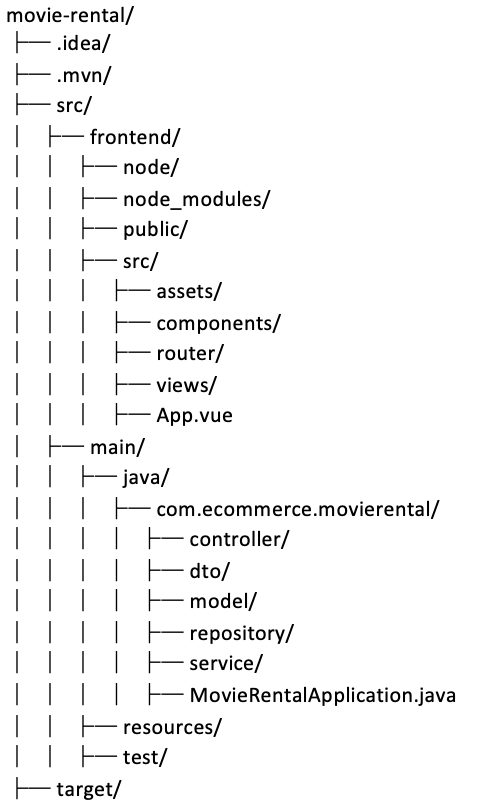 movie-rental/
├── .idea/
├── .mvn/
├── src/
│   ├── frontend/
│   │   ├── node/
│   │   ├── node_modules/
│   │   ├── public/
│   │   ├── src/
│   │   │   ├── assets/
│   │   │   ├── components/
│   │   │   ├── router/
│   │   │   ├── views/
│   │   │   ├── App.vue
│   ├── main/
│   │   ├── java/
│   │   │   ├── com.ecommerce.movierental/
│   │   │   │   ├── controller/
│   │   │   │   ├── dto/
│   │   │   │   ├── model/
│   │   │   │   ├── repository/
│   │   │   │   ├── service/
│   │   │   │   ├── MovieRentalApplication.java
│   │   ├── resources/
│   │   ├── test/
├── target/